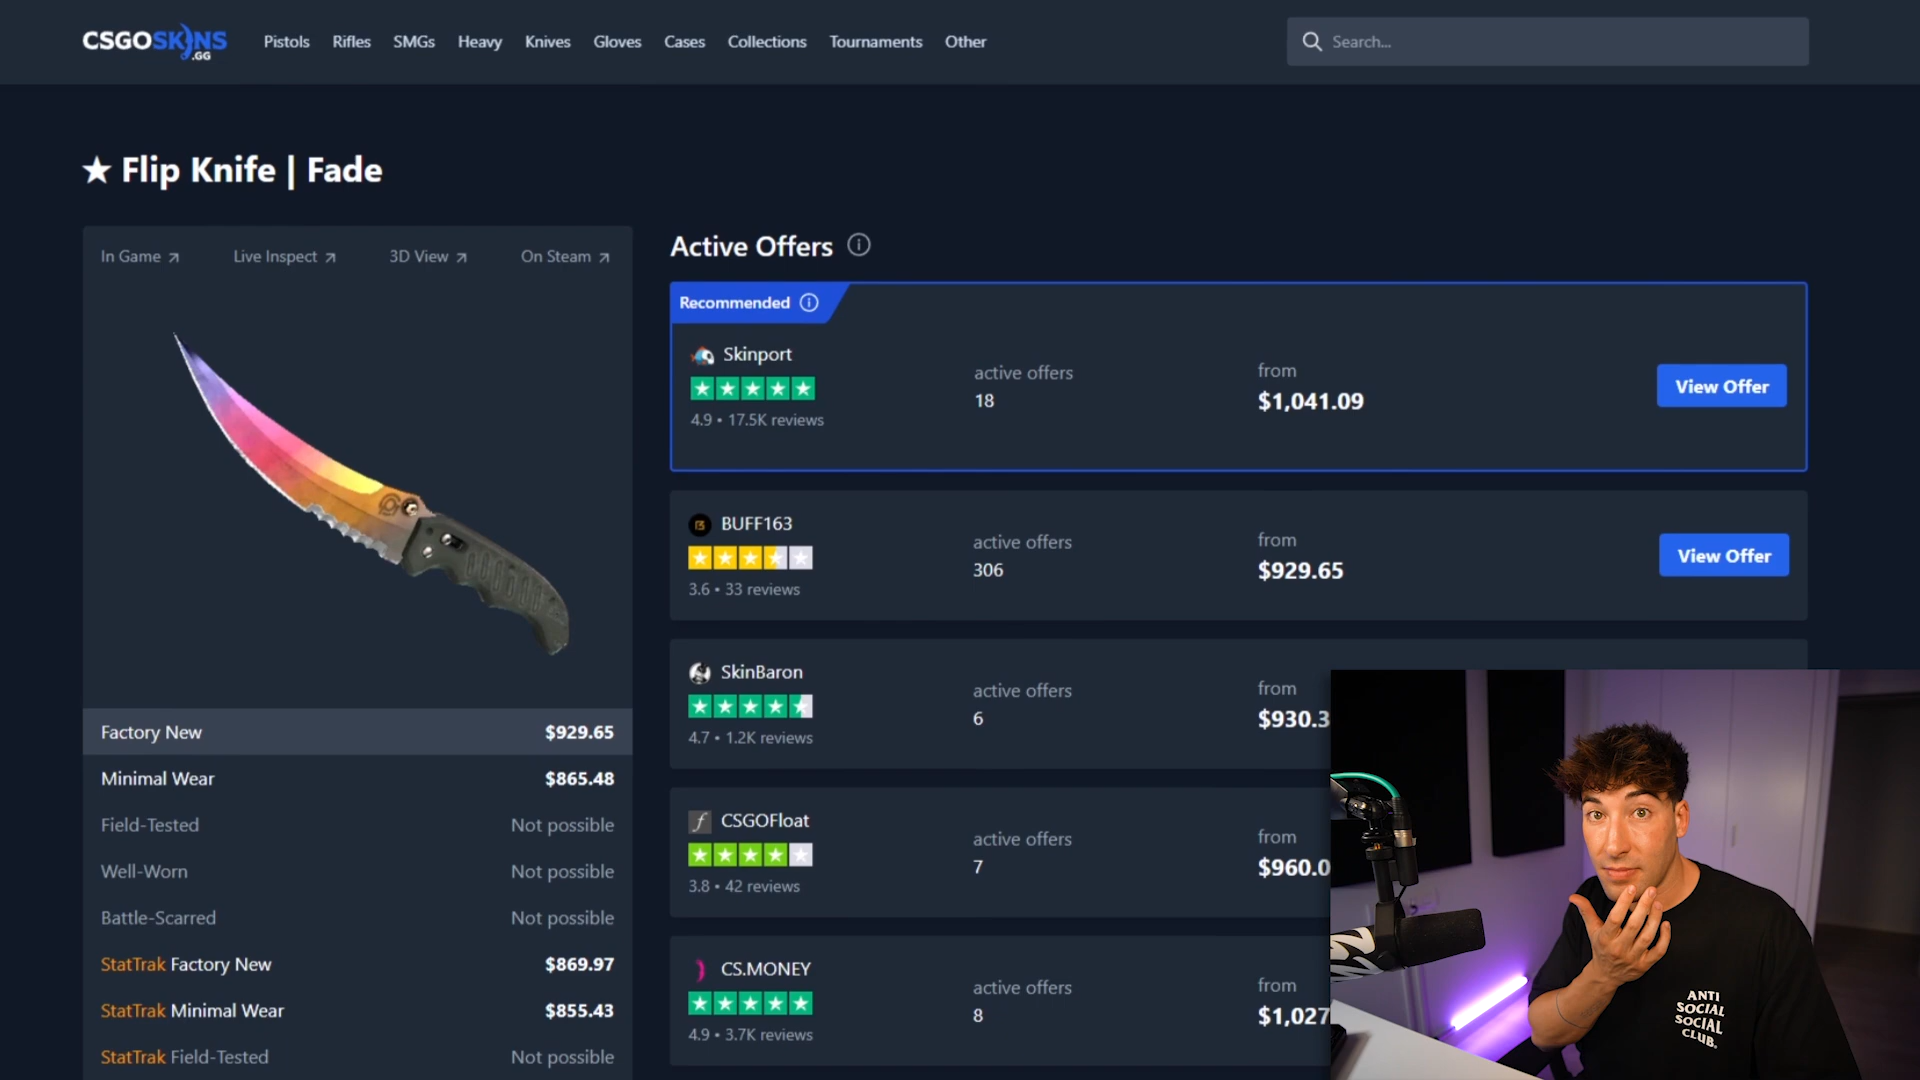 CSGOSKINS
.GG
Pistols Rifles SMGs Heavy Knives Gloves Cases Collections Tournaments Other
Search...
★ Flip Knife | Fade
In Game Live Inspect 3D View On Steam
Factory New $929.65
Minimal Wear $865.48
Field-Tested Not possible
Well-Worn Not possible
Battle-Scarred Not possible
StatTrak Factory New $869.97
StatTrak Minimal Wear $855.43
StatTrak Field-Tested Not possible
Active Offers
Recommended
Skinport
4.9 • 17.5K reviews
active offers
18
from
$1,041.09
View Offer
BUFF163
3.6 • 33 reviews
active offers
306
from
$929.65
View Offer
SkinBaron
4.7 • 1.2K reviews
active offers
6
from
$930.3
CSGOFloat
3.8 • 42 reviews
active offers
7
from
$960.0
CS.MONEY
4.9 • 3.7K reviews
active offers
8
from
$1,027
ANTI
SOCIAL
SOCIAL
CLUB.